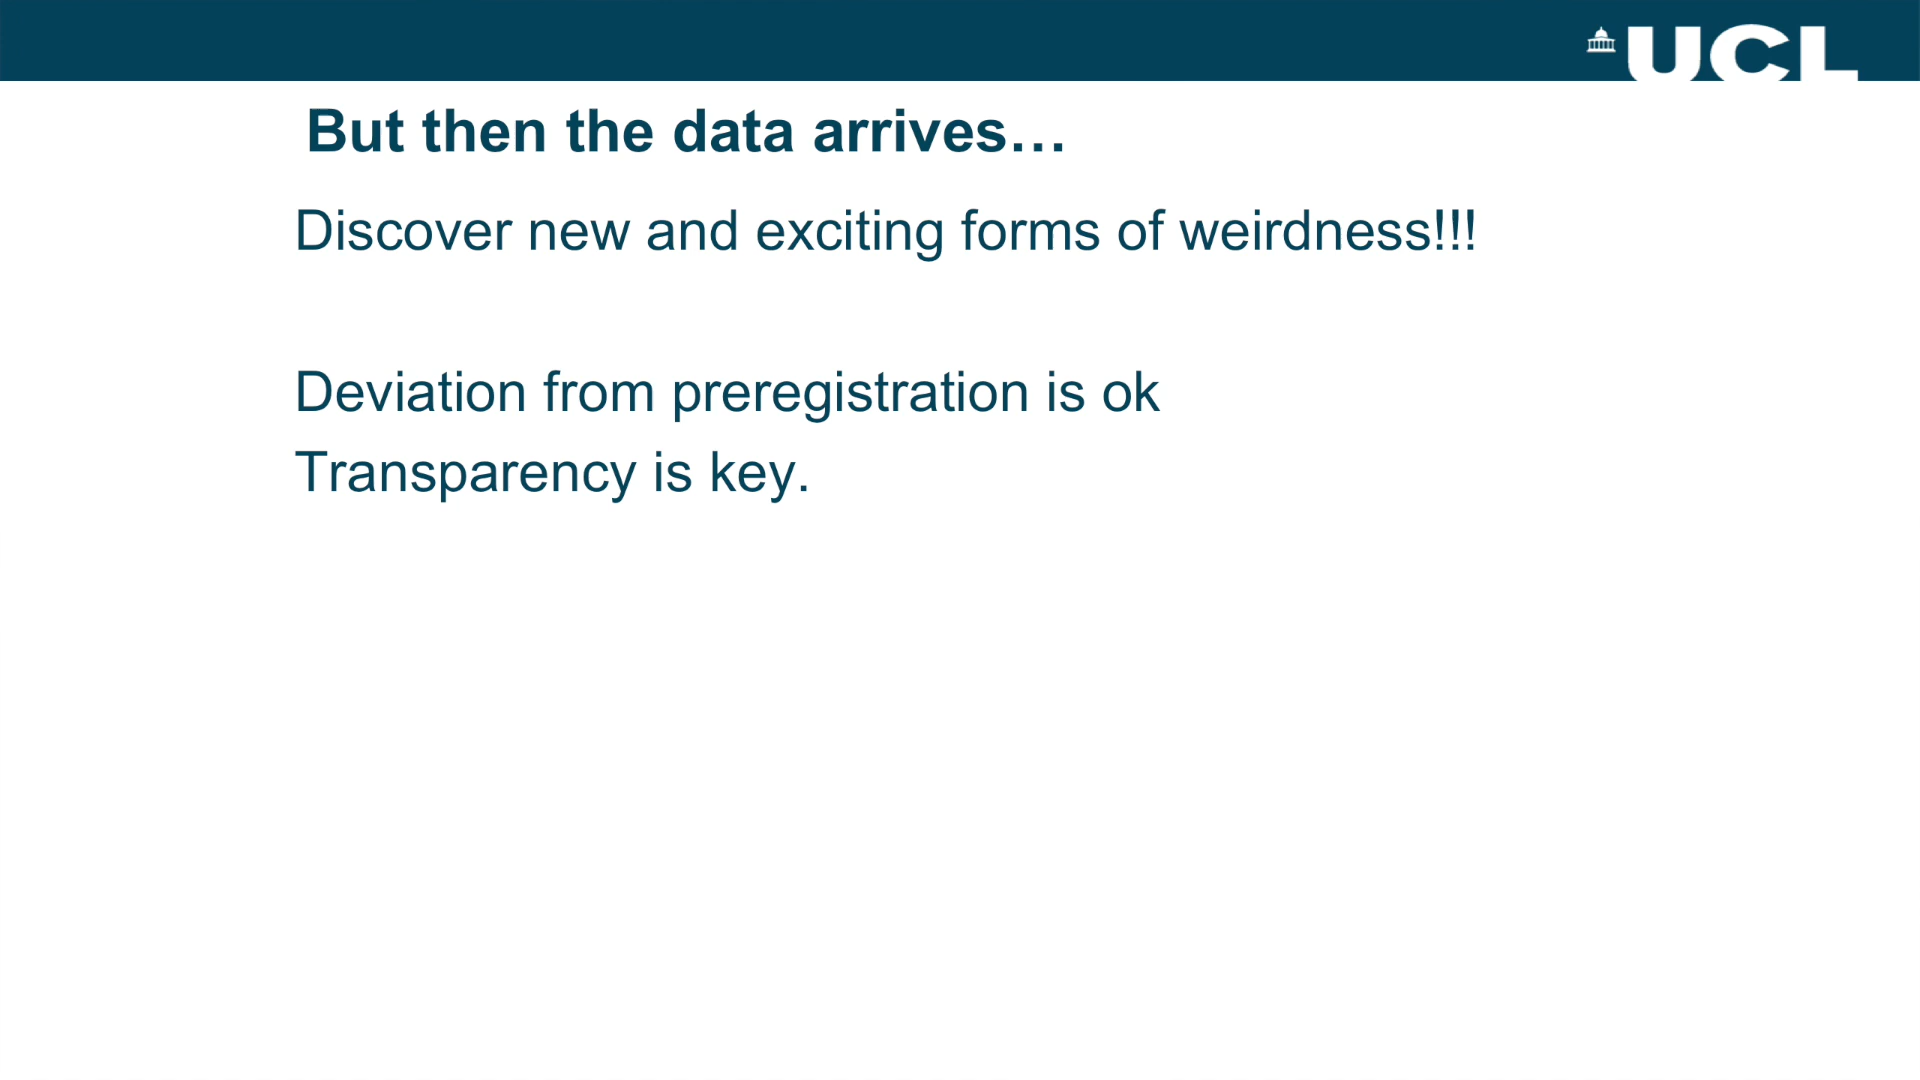 UCL
But then the data arrives…
Discover new and exciting forms of weirdness!!!
Deviation from preregistration is ok
Transparency is key.